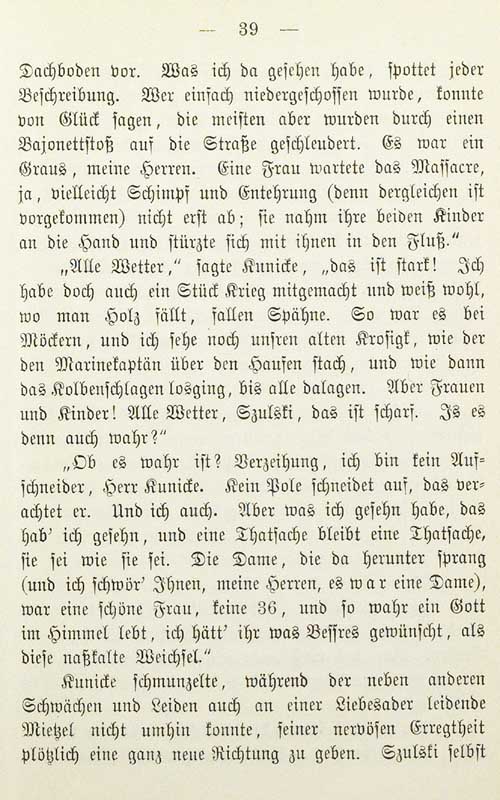 — 39 —
Dachboden vor. Was ich da gesehen habe, spottet jeder
Beschreibung. Wer einfach niedergeschossen wurde, konnte
von Glück sagen, die meisten aber wurden durch einen
Bajonettstoß auf die Straße geschleudert. Es war ein
Graus, meine Herren. Eine Frau wartete das Massacre,
ja, vielleicht Schimpf und Entehrung (denn dergleichen ist
vorgekommen) nicht erst ab; sie nahm ihre beiden Kinder
an die Hand und stürzte sich mit ihnen in den Fluß.“
„Alle Wetter,“ sagte Kunicke, „das ist stark! Ich
habe doch auch ein Stück Krieg mitgemacht und weiß wohl,
wo man Holz fällt, fallen Spähne. So war es bei
Möckern, und ich sehe noch unsren alten Krosigk, wie der
den Marinekaptän über den Haufen stach, und wie dann
das Kolbenschlagen losging, bis alle dalagen. Aber Frauen
und Kinder! Alle Wetter, Szulski, das ist scharf. Is es
denn auch wahr?“
„Ob es wahr ist? Verzeihung, ich bin kein Auf-
schneider, Herr Kunicke. Kein Pole schneidet auf, das ver-
achtet er. Und ich auch. Aber was ich gesehn habe, das
hab' ich gesehn, und eine Thatsache bleibt eine Thatsache,
sie sei wie sie sei. Die Dame, die da herunter sprang
(und ich schwör' Ihnen, meine Herren, es war eine Dame),
war eine schöne Frau, keine 36, und so wahr ein Gott
im Himmel lebt, ich hätt' ihr was Bessres gewünscht, als
diese naßkalte Weichsel.“
Kunicke schmunzelte, während der neben anderen
Schwächen und Leiden auch an einer Liebesader leidende
Mietzel nicht umhin konnte, seiner nervösen Erregtheit
plötzlich eine ganz neue Richtung zu geben. Szulski selbst